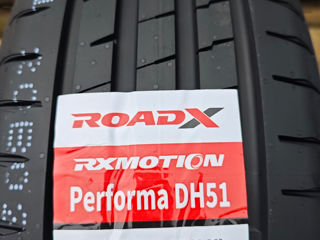 ROADX
RXMOTION
Performa DH51